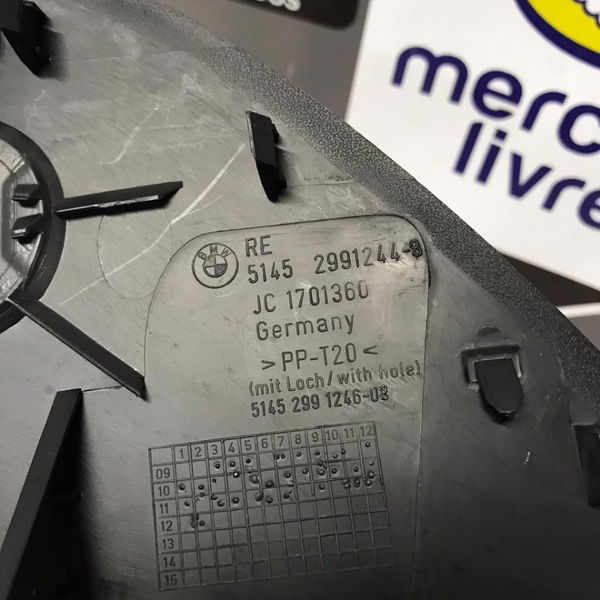 merc
livre
BMW
RE
5145 2991244-8
JC 1701360
Germany
>PP-T20<
(mit Loch/with hole)
5145 299 1246-08
1 2 3 4 5 6 7 8 9 10 11 12
09
10
11
12
13
14
15